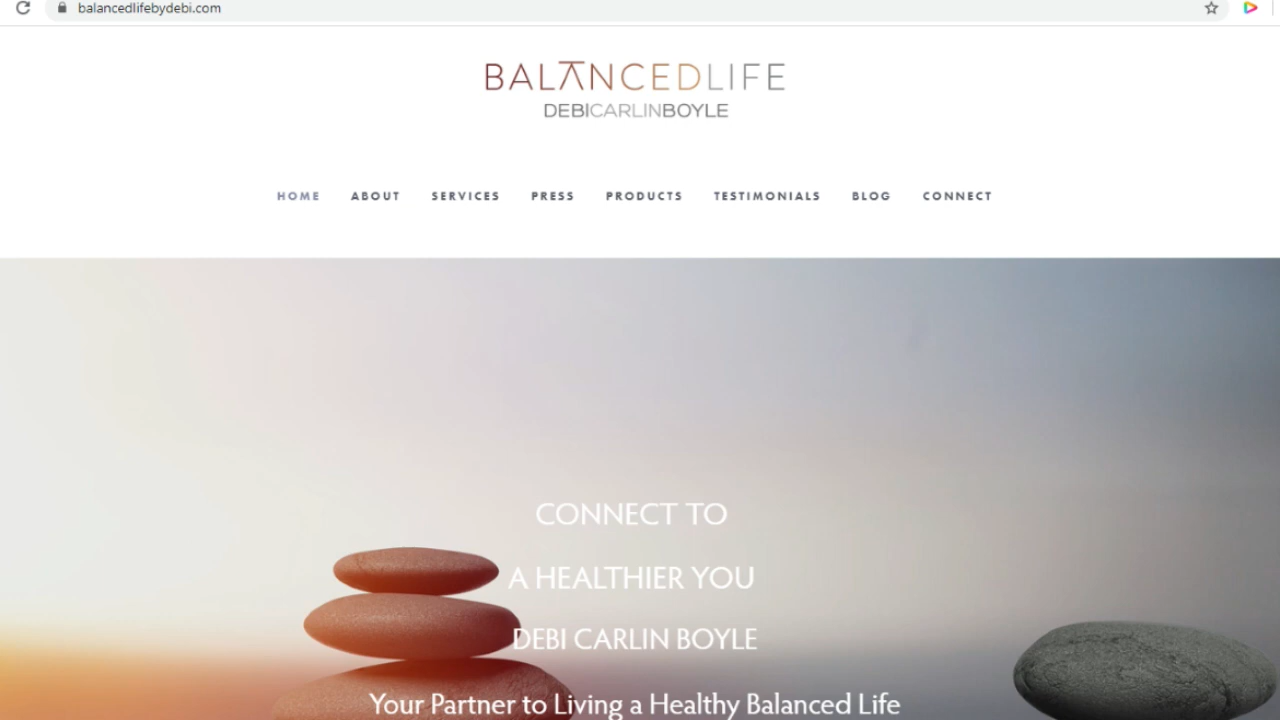 balancedlifebydebi.com
BALANCEDLIFE
DEBICARLINBOYLE
HOME ABOUT SERVICES PRESS PRODUCTS TESTIMONIALS BLOG CONNECT
CONNECT TO
A HEALTHIER YOU
DEBI CARLIN BOYLE
Your Partner to Living a Healthy Balanced Life